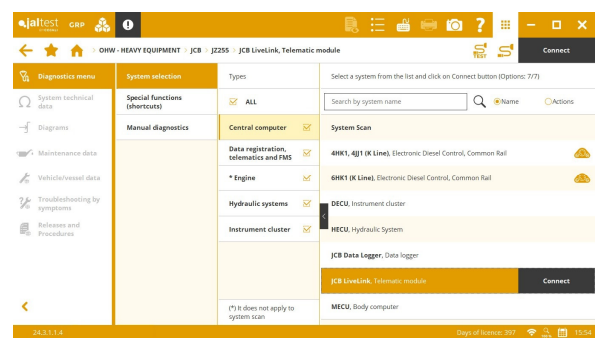 jaltest GRP
?
OHW - HEAVY EQUIPMENT > JCB > JZ255 > JCB LiveLink, Telematic module
TEST
Connect
Diagnostics menu
System technical data
Diagrams
Maintenance data
Vehicle/vessel data
Troubleshooting by symptoms
Releases and Procedures
System selection
Special functions (shortcuts)
Manual diagnostics
Types
ALL
Central computer
Data registration, telematics and FMS
* Engine
Hydraulic systems
Instrument cluster
(*) It does not apply to system scan
Select a system from the list and click on Connect button (Options: 7/7)
Search by system name
Name
Actions
System Scan
4HK1, 4JJ1 (K Line), Electronic Diesel Control, Common Rail
6HK1 (K Line), Electronic Diesel Control, Common Rail
DECU, Instrument cluster
HECU, Hydraulic System
JCB Data Logger, Data logger
JCB LiveLink, Telematic module Connect
MECU, Body computer
24.3.1.1.4
Days of licence: 397
15:54